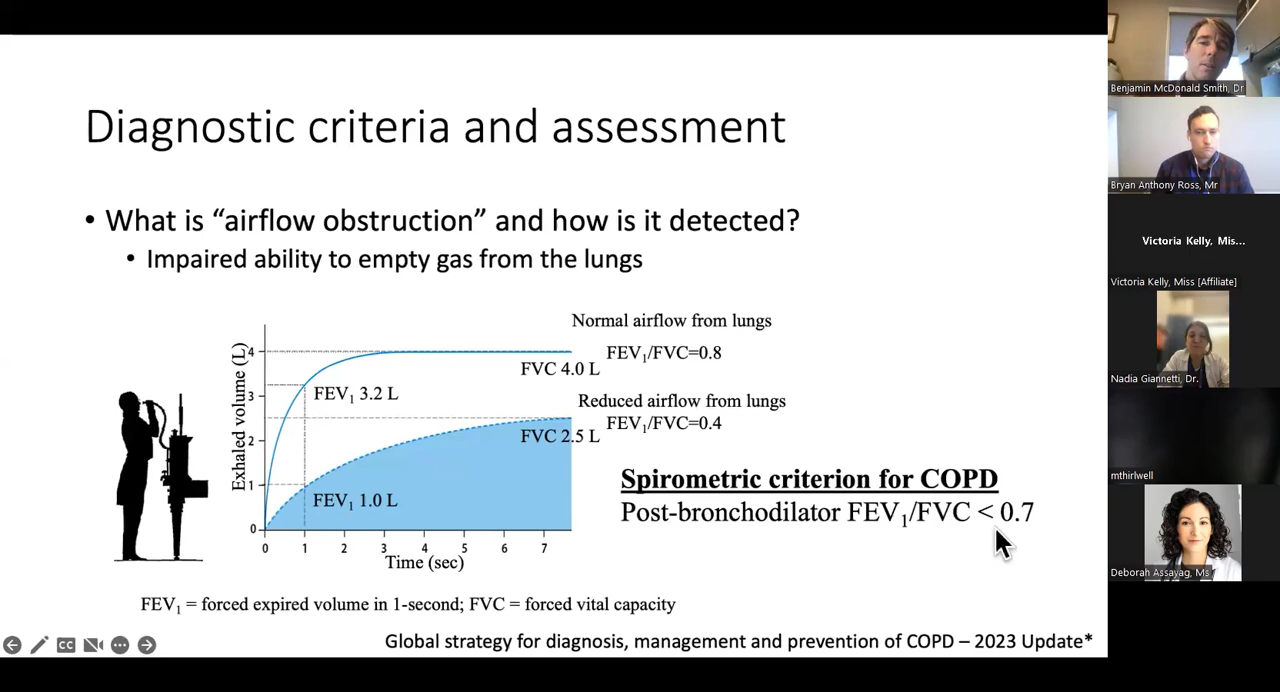 Diagnostic criteria and assessment
• What is “airflow obstruction” and how is it detected?
• Impaired ability to empty gas from the lungs
Normal airflow from lungs
FEV₁/FVC=0.8
FVC 4.0 L
FEV₁ 3.2 L
Reduced airflow from lungs
FEV₁/FVC=0.4
FVC 2.5 L
FEV₁ 1.0 L
Exhaled volume (L)
4
3
2
1
0
0 1 2 3 4 5 6 7
Time (sec)
Spirometric criterion for COPD
Post-bronchodilator FEV₁/FVC < 0.7
FEV₁ = forced expired volume in 1-second; FVC = forced vital capacity
Global strategy for diagnosis, management and prevention of COPD – 2023 Update*
CC
Benjamin McDonald Smith, Dr
Bryan Anthony Ross, Mr
Victoria Kelly, Mis...
Victoria Kelly, Miss [Affiliate]
Nadia Giannetti, Dr.
mthirlwell
Deborah Assayag, Ms